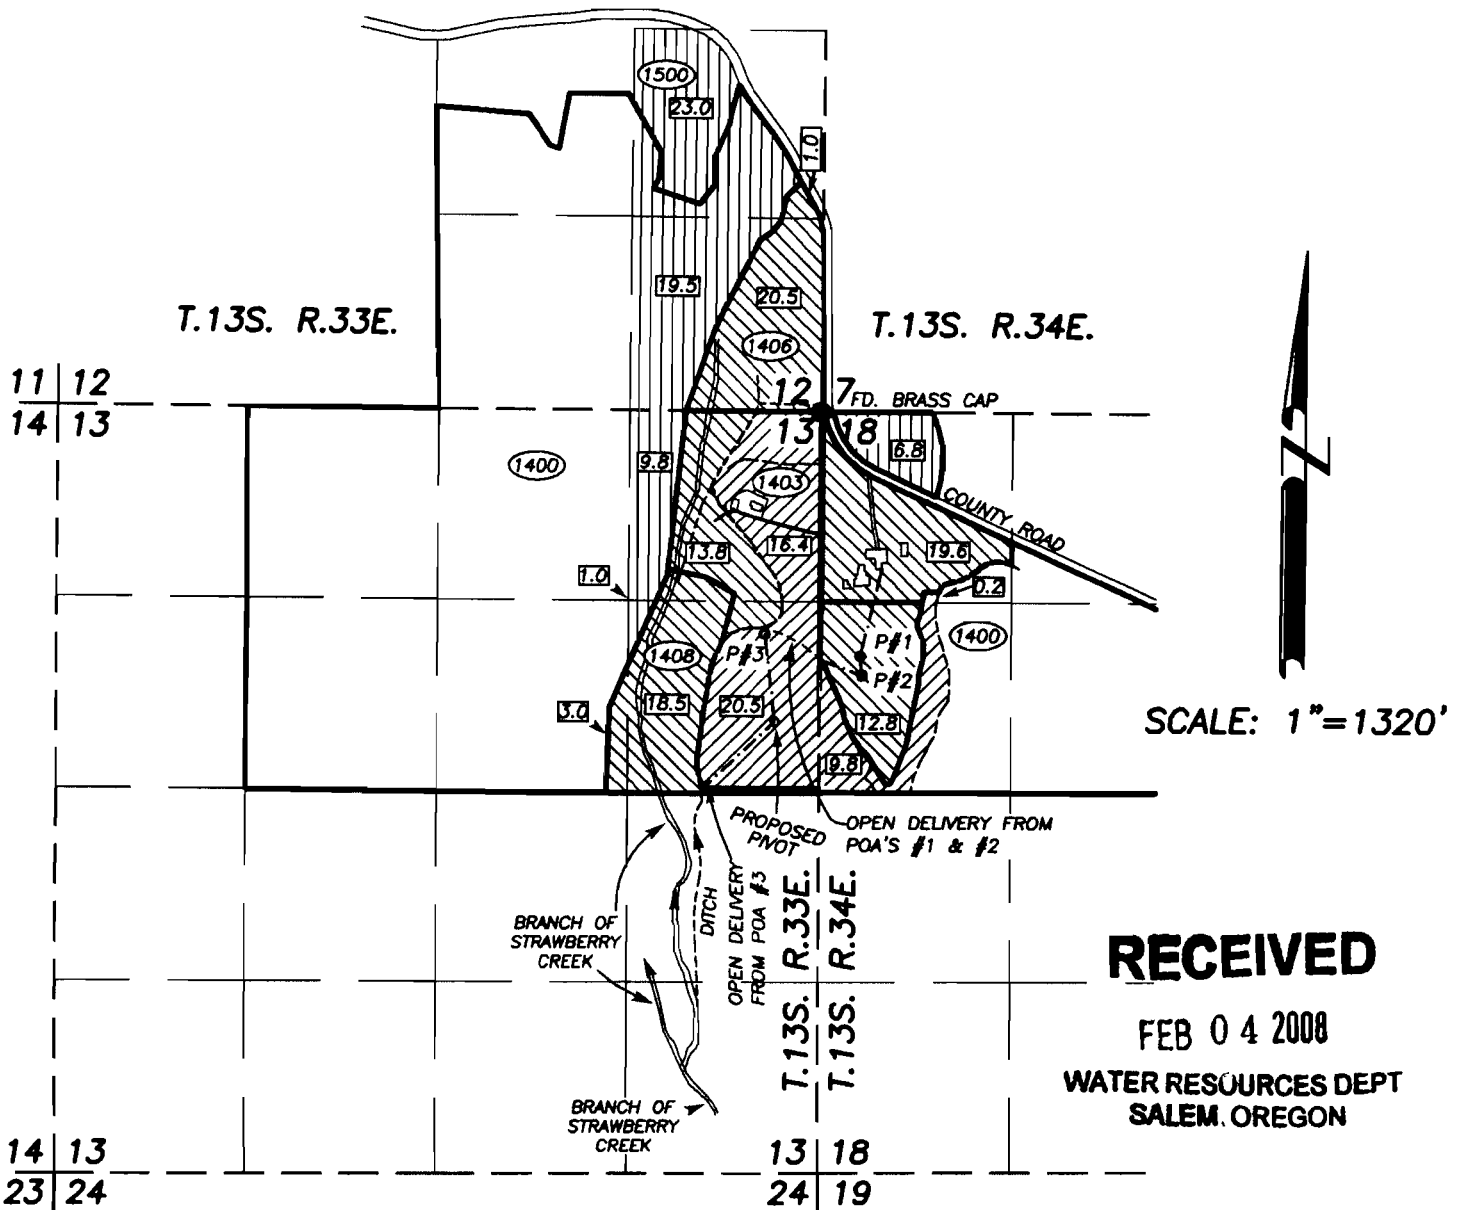 1500
23.0
1.0
19.5
20.5
T.13S. R.33E.
T.13S. R.34E.
1406
11 12
14 13
12 7
13 18
FD. BRASS CAP
6.8
1400
9.8
1403
COUNTY ROAD
13.8
16.4
19.6
1.0
0.2
1400
P#1
1408
P#3
P#2
3.0
18.5
20.5
12.8
9.8
SCALE: 1"=1320'
PROPOSED
PIVOT
OPEN DELIVERY FROM
POA'S #1 & #2
DITCH
OPEN DELIVERY
FROM POA #3
T.13S. R.33E.
T.13S. R.34E.
BRANCH OF
STRAWBERRY
CREEK
RECEIVED
FEB 04 2008
WATER RESOURCES DEPT
SALEM, OREGON
BRANCH OF
STRAWBERRY
CREEK
14 13
23 24
13 18
24 19